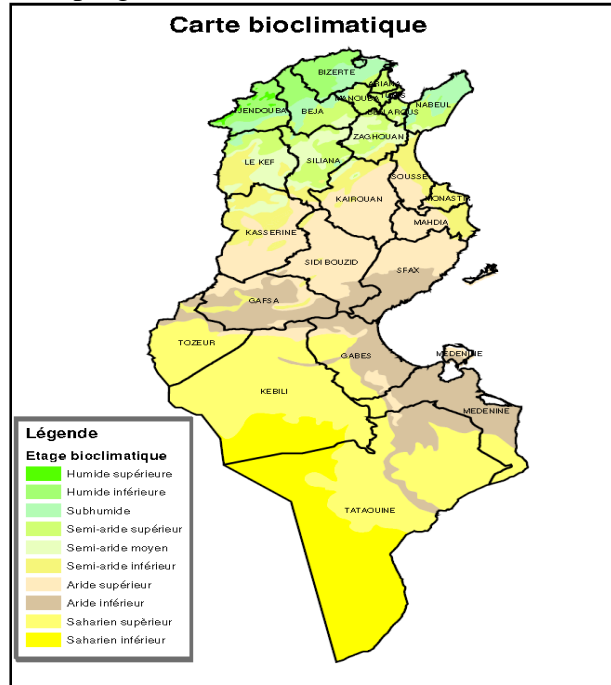 Carte bioclimatique
BIZERTE
ARIANA
MANOUBA
TUNIS
JENDOUBA
BEJA
BEN AROUS
NABEUL
ZAGHOUAN
LE KEF
SILIANA
SOUSSE
KAIROUAN
MONASTIR
MAHDIA
KASSERINE
SIDI BOUZID
SFAX
GAFSA
TOZEUR
GABES
MEDENINE
KEBILI
MEDENINE
TATAOUINE
Légende
Etage bioclimatique
Humide supérieure
Humide inférieure
Subhumide
Semi-aride supérieur
Semi-aride moyen
Semi-aride inférieur
Aride supérieur
Aride inférieur
Saharien supèrieur
Saharien inférieur